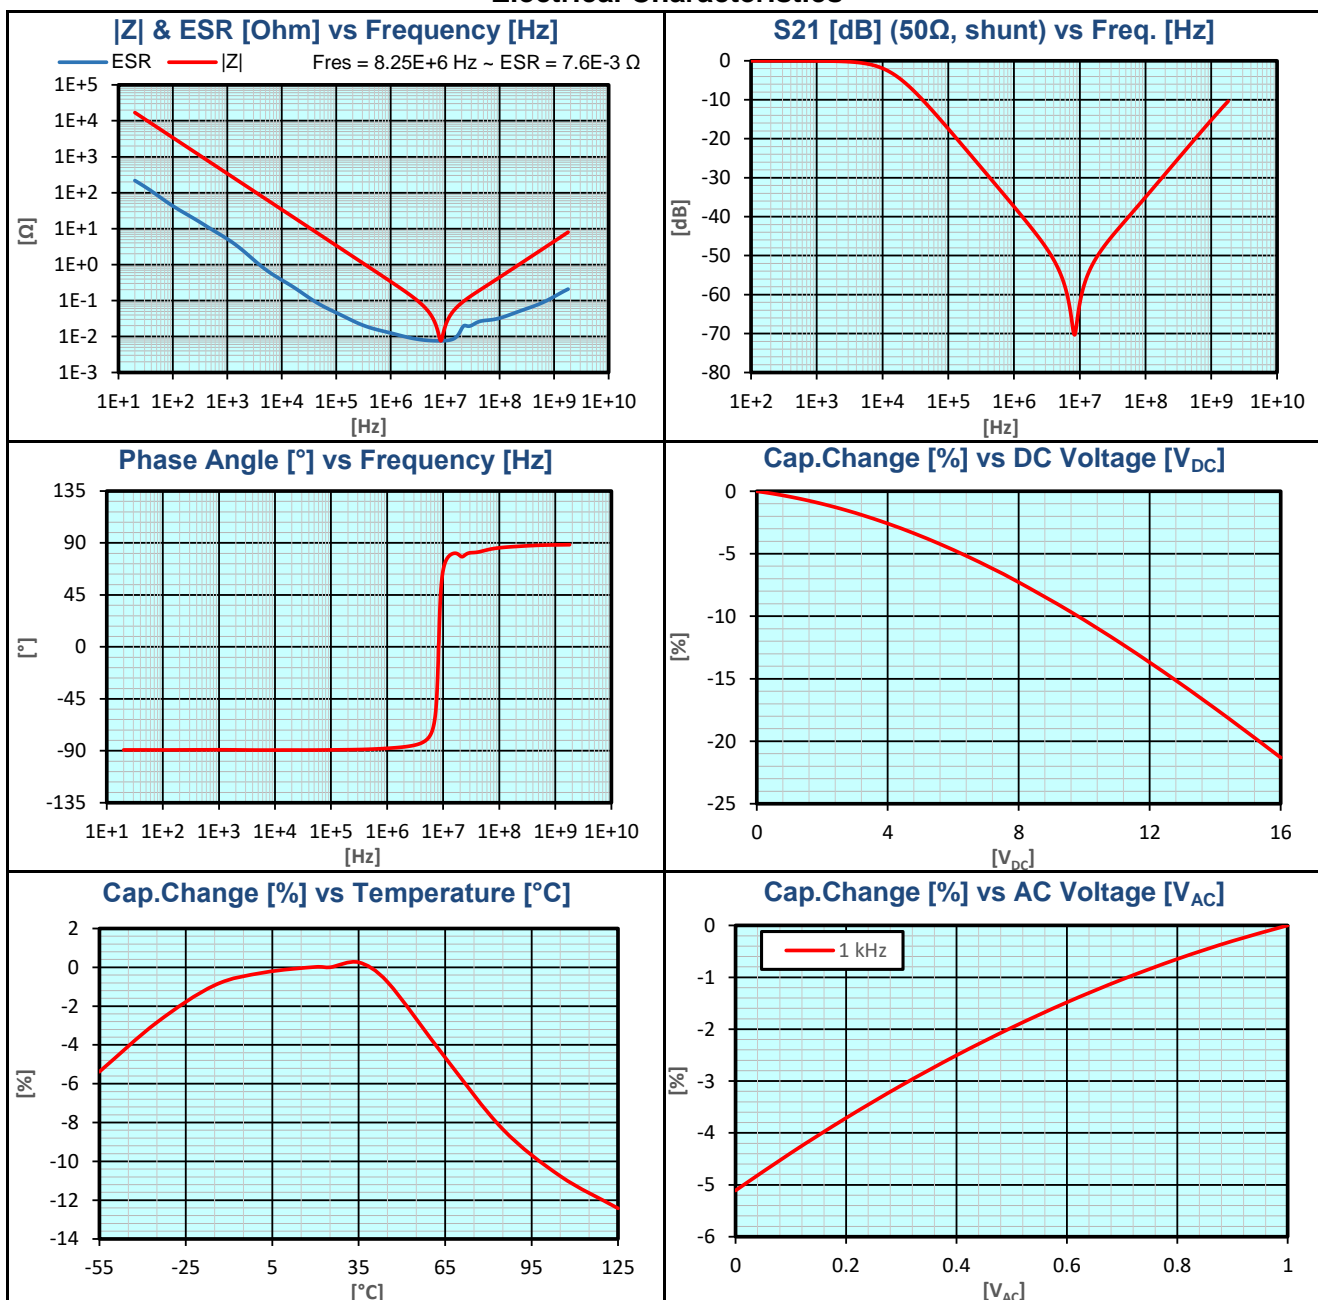 |Z| & ESR [Ohm] vs Frequency [Hz]
ESR |Z| Fres = 8.25E+6 Hz ~ ESR = 7.6E-3 Ω
1E+5
1E+4
1E+3
1E+2
1E+1
1E+0
1E-1
1E-2
1E-3
[Ω]
1E+1 1E+2 1E+3 1E+4 1E+5 1E+6 1E+7 1E+8 1E+9 1E+10
[Hz]
S21 [dB] (50Ω, shunt) vs Freq. [Hz]
0
-10
-20
-30
-40
-50
-60
-70
-80
[dB]
1E+2 1E+3 1E+4 1E+5 1E+6 1E+7 1E+8 1E+9 1E+10
[Hz]
Phase Angle [°] vs Frequency [Hz]
135
90
45
0
-45
-90
-135
[°]
1E+1 1E+2 1E+3 1E+4 1E+5 1E+6 1E+7 1E+8 1E+9 1E+10
[Hz]
Cap.Change [%] vs DC Voltage [VDC]
0
-5
-10
-15
-20
-25
[%]
0 4 8 12 16
[VDC]
Cap.Change [%] vs Temperature [°C]
2
0
-2
-4
-6
-8
-10
-12
-14
[%]
-55 -25 5 35 65 95 125
[°C]
Cap.Change [%] vs AC Voltage [VAC]
1 kHz
0
-1
-2
-3
-4
-5
-6
[%]
0 0.2 0.4 0.6 0.8 1
[VAC]